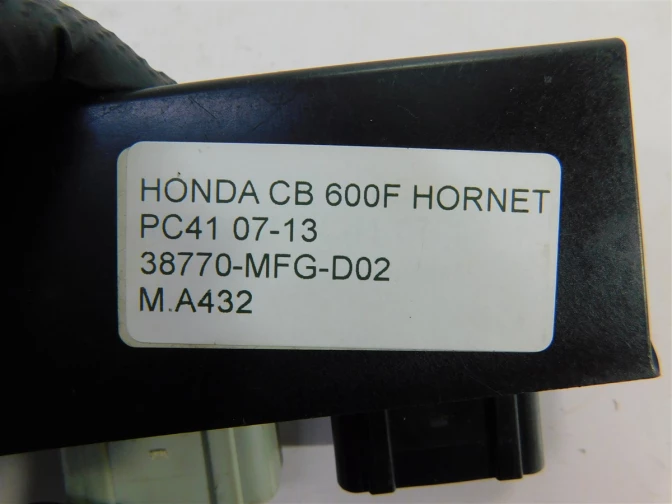 HONDA CB 600F HORNET
PC41 07-13
38770-MFG-D02
M.A432